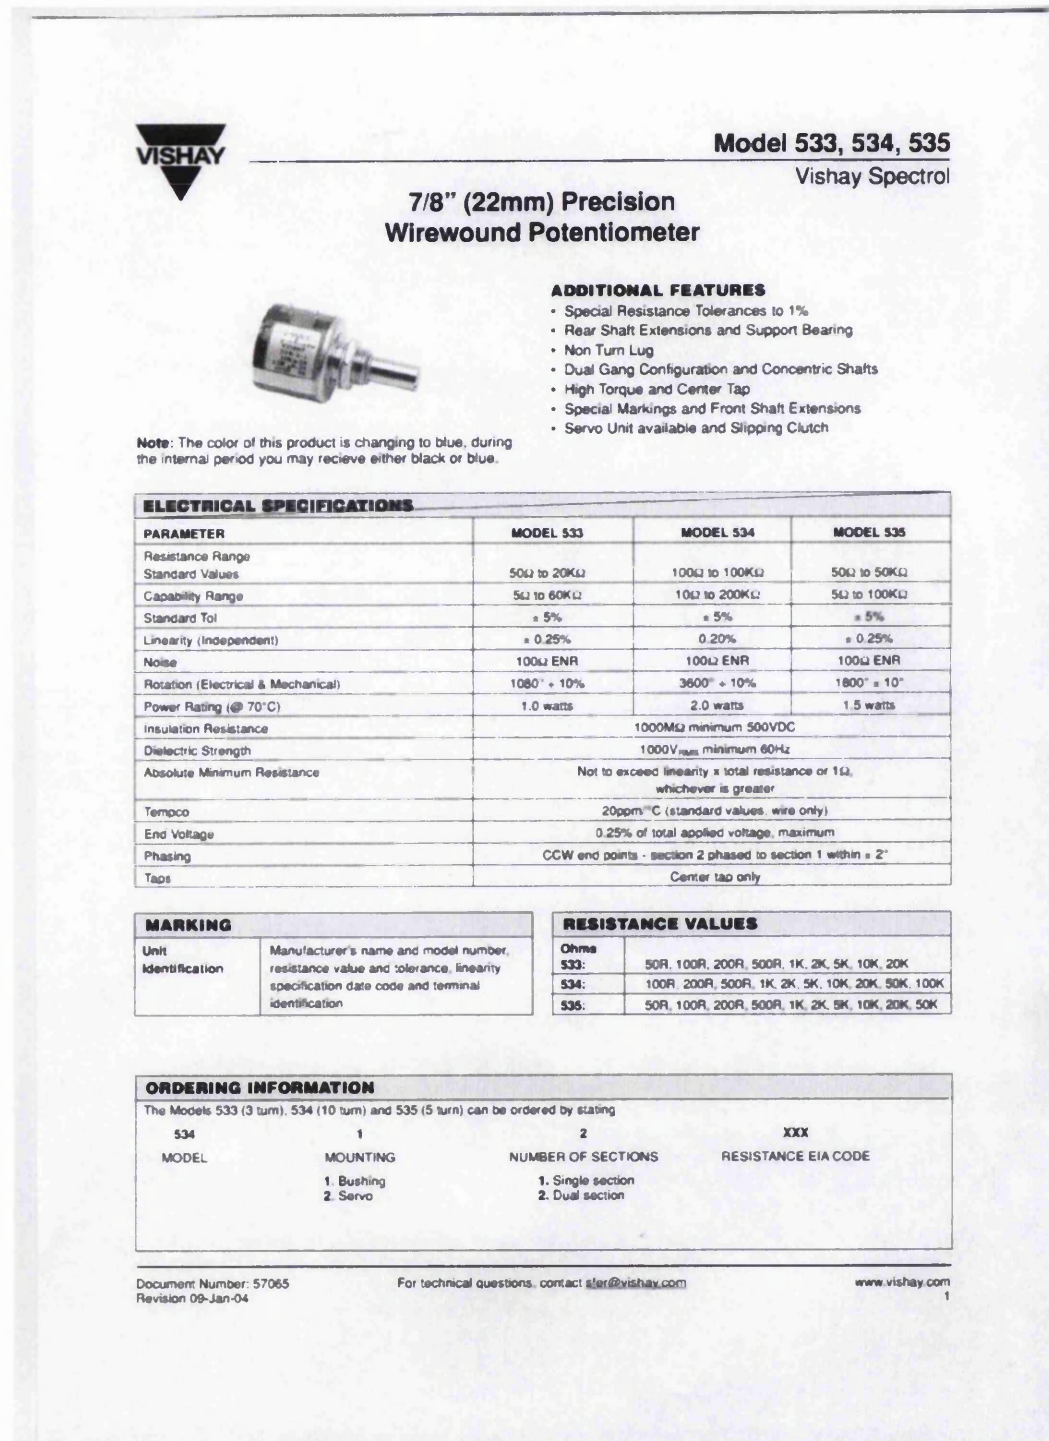 VISHAY
Model 533, 534, 535
Vishay Spectrol
7/8" (22mm) Precision
Wirewound Potentiometer
ADDITIONAL FEATURES
• Special Resistance Tolerances to 1%
• Rear Shaft Extensions and Support Bearing
• Non Turn Lug
• Dual Gang Configuration and Concentric Shafts
• High Torque and Center Tap
• Special Markings and Front Shaft Extensions
• Servo Unit available and Slipping Clutch
Note: The color of this product is changing to blue, during
the internal period you may recieve either black or blue.
ELECTRICAL SPECIFICATIONS
PARAMETER MODEL 533 MODEL 534 MODEL 535
Resistance Range
Standard Values 50Ω to 20KΩ 100Ω to 100KΩ 50Ω to 50KΩ
Capability Range 5Ω to 60KΩ 10Ω to 200KΩ 5Ω to 100KΩ
Standard Tol ± 5% ± 5% ± 5%
Linearity (Independent) ± 0.25% 0.20% ± 0.25%
Noise 100Ω ENR 100Ω ENR 100Ω ENR
Rotation (Electrical & Mechanical) 1080° + 10% 3600° + 10% 1800° ± 10°
Power Rating (@ 70°C) 1.0 watts 2.0 watts 1.5 watts
Insulation Resistance 1000MΩ minimum 500VDC
Dielectric Strength 1000V minimum 60Hz
Absolute Minimum Resistance Not to exceed linearity x total resistance or 1Ω,
whichever is greater
Tempco 20ppm/°C (standard values, wire only)
End Voltage 0.25% of total applied voltage, maximum
Phasing CCW end points - section 2 phased to section 1 within ± 2°
Taps Center tap only
MARKING
Unit Manufacturer's name and model number,
Identification resistance value and tolerance, linearity
specification date code and terminal
identification
RESISTANCE VALUES
Ohms
533: 50R, 100R, 200R, 500R, 1K, 2K, 5K, 10K, 20K
534: 100R, 200R, 500R, 1K, 2K, 5K, 10K, 20K, 50K, 100K
535: 50R, 100R, 200R, 500R, 1K, 2K, 5K, 10K, 20K, 50K
ORDERING INFORMATION
The Models 533 (3 turn), 534 (10 turn) and 535 (5 turn) can be ordered by stating
534 1 2 XXX
MODEL MOUNTING NUMBER OF SECTIONS RESISTANCE EIA CODE
1. Bushing 1. Single section
2. Servo 2. Dual section
Document Number: 57065 For technical questions, contact sfer@vishay.com www.vishay.com
Revision 09-Jan-04 1